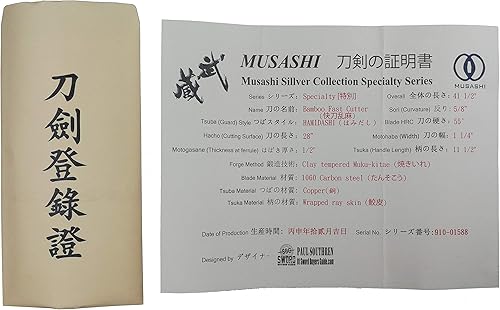 刀劍登錄證
武蔵
MUSASHI 刀剣の証明書
MUSASHI
Musashi Sillver Collection Specialty Series
Series シリーズ: Specialty[特別] Overall 全体の長さ: 41 1/2"
Name 刀の名前: Bamboo Fast Cutter Sori (Curvature) 反り: 5/8"
(快刀乱麻)
Tsuba (Guard) Style つばスタイル: HAMIDASHI (はみだし) Blade HRC 刀の硬さ: 55"
Hacho (Cutting Surface) 刀の長さ: 28" Motohaba (Width) 刀の幅: 1 1/4"
Motogasane (Thickness at ferrule) はばき厚さ: 1/2" Tsuka (Handle Length) 柄の長さ: 11 1/2"
Forge Method 鍛造技術: Clay tempered Muku-kitae (焼きいれ)
Blade Material 材質: 1060 Carbon steel (たんそこう)
Tsuba Material つばの材質: Copper(銅)
Tsuka Material 柄の材質: Wrapped ray skin (鮫皮)
Date of Production 生産時間: 丙申年拾貳月吉日 Serial No. シリーズ番号: 910-01588
Designed by デザイナー SWORD PAUL SOUTHREN